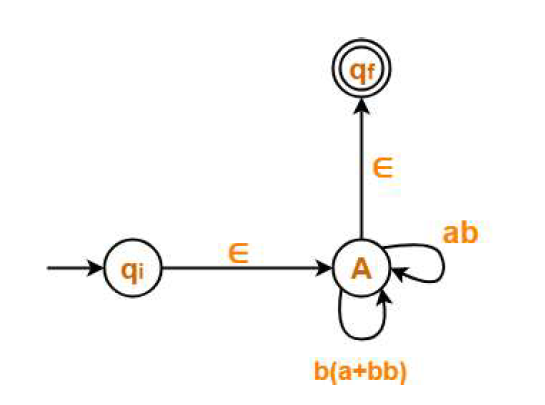 qf
∈
ab
qi
∈
A
b(a+bb)